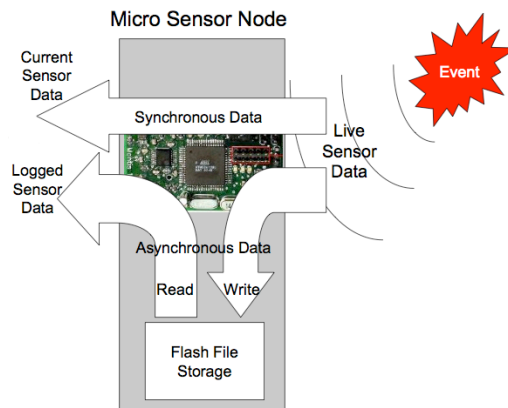 Micro Sensor Node
Current
Sensor
Data
Event
Synchronous Data
Live
Sensor
Data
Logged
Sensor
Data
Asynchronous Data
Read
Write
Flash File
Storage